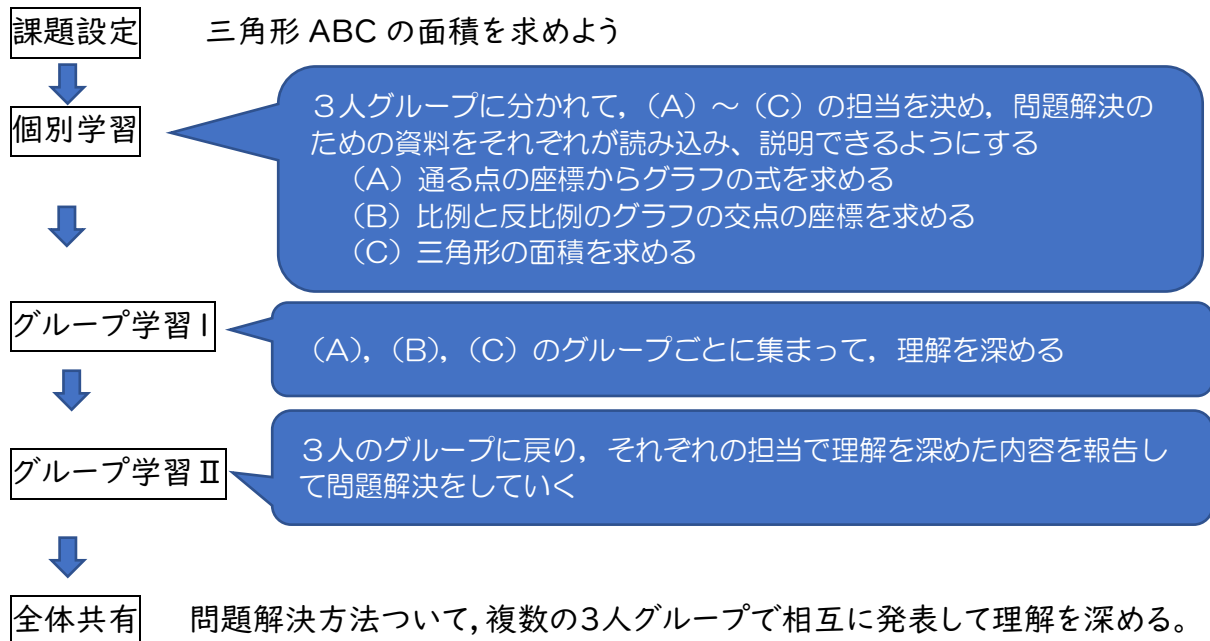 課題設定 三角形 ABC の面積を求めよう
個別学習
３人グループに分かれて，（A）～（C）の担当を決め，問題解決の
ための資料をそれぞれが読み込み、説明できるようにする
（A）通る点の座標からグラフの式を求める
（B）比例と反比例のグラフの交点の座標を求める
（C）三角形の面積を求める
グループ学習Ⅰ
（A），（B），（C）のグループごとに集まって，理解を深める
グループ学習Ⅱ
３人のグループに戻り，それぞれの担当で理解を深めた内容を報告し
て問題解決をしていく
全体共有 問題解決方法ついて，複数の３人グループで相互に発表して理解を深める。